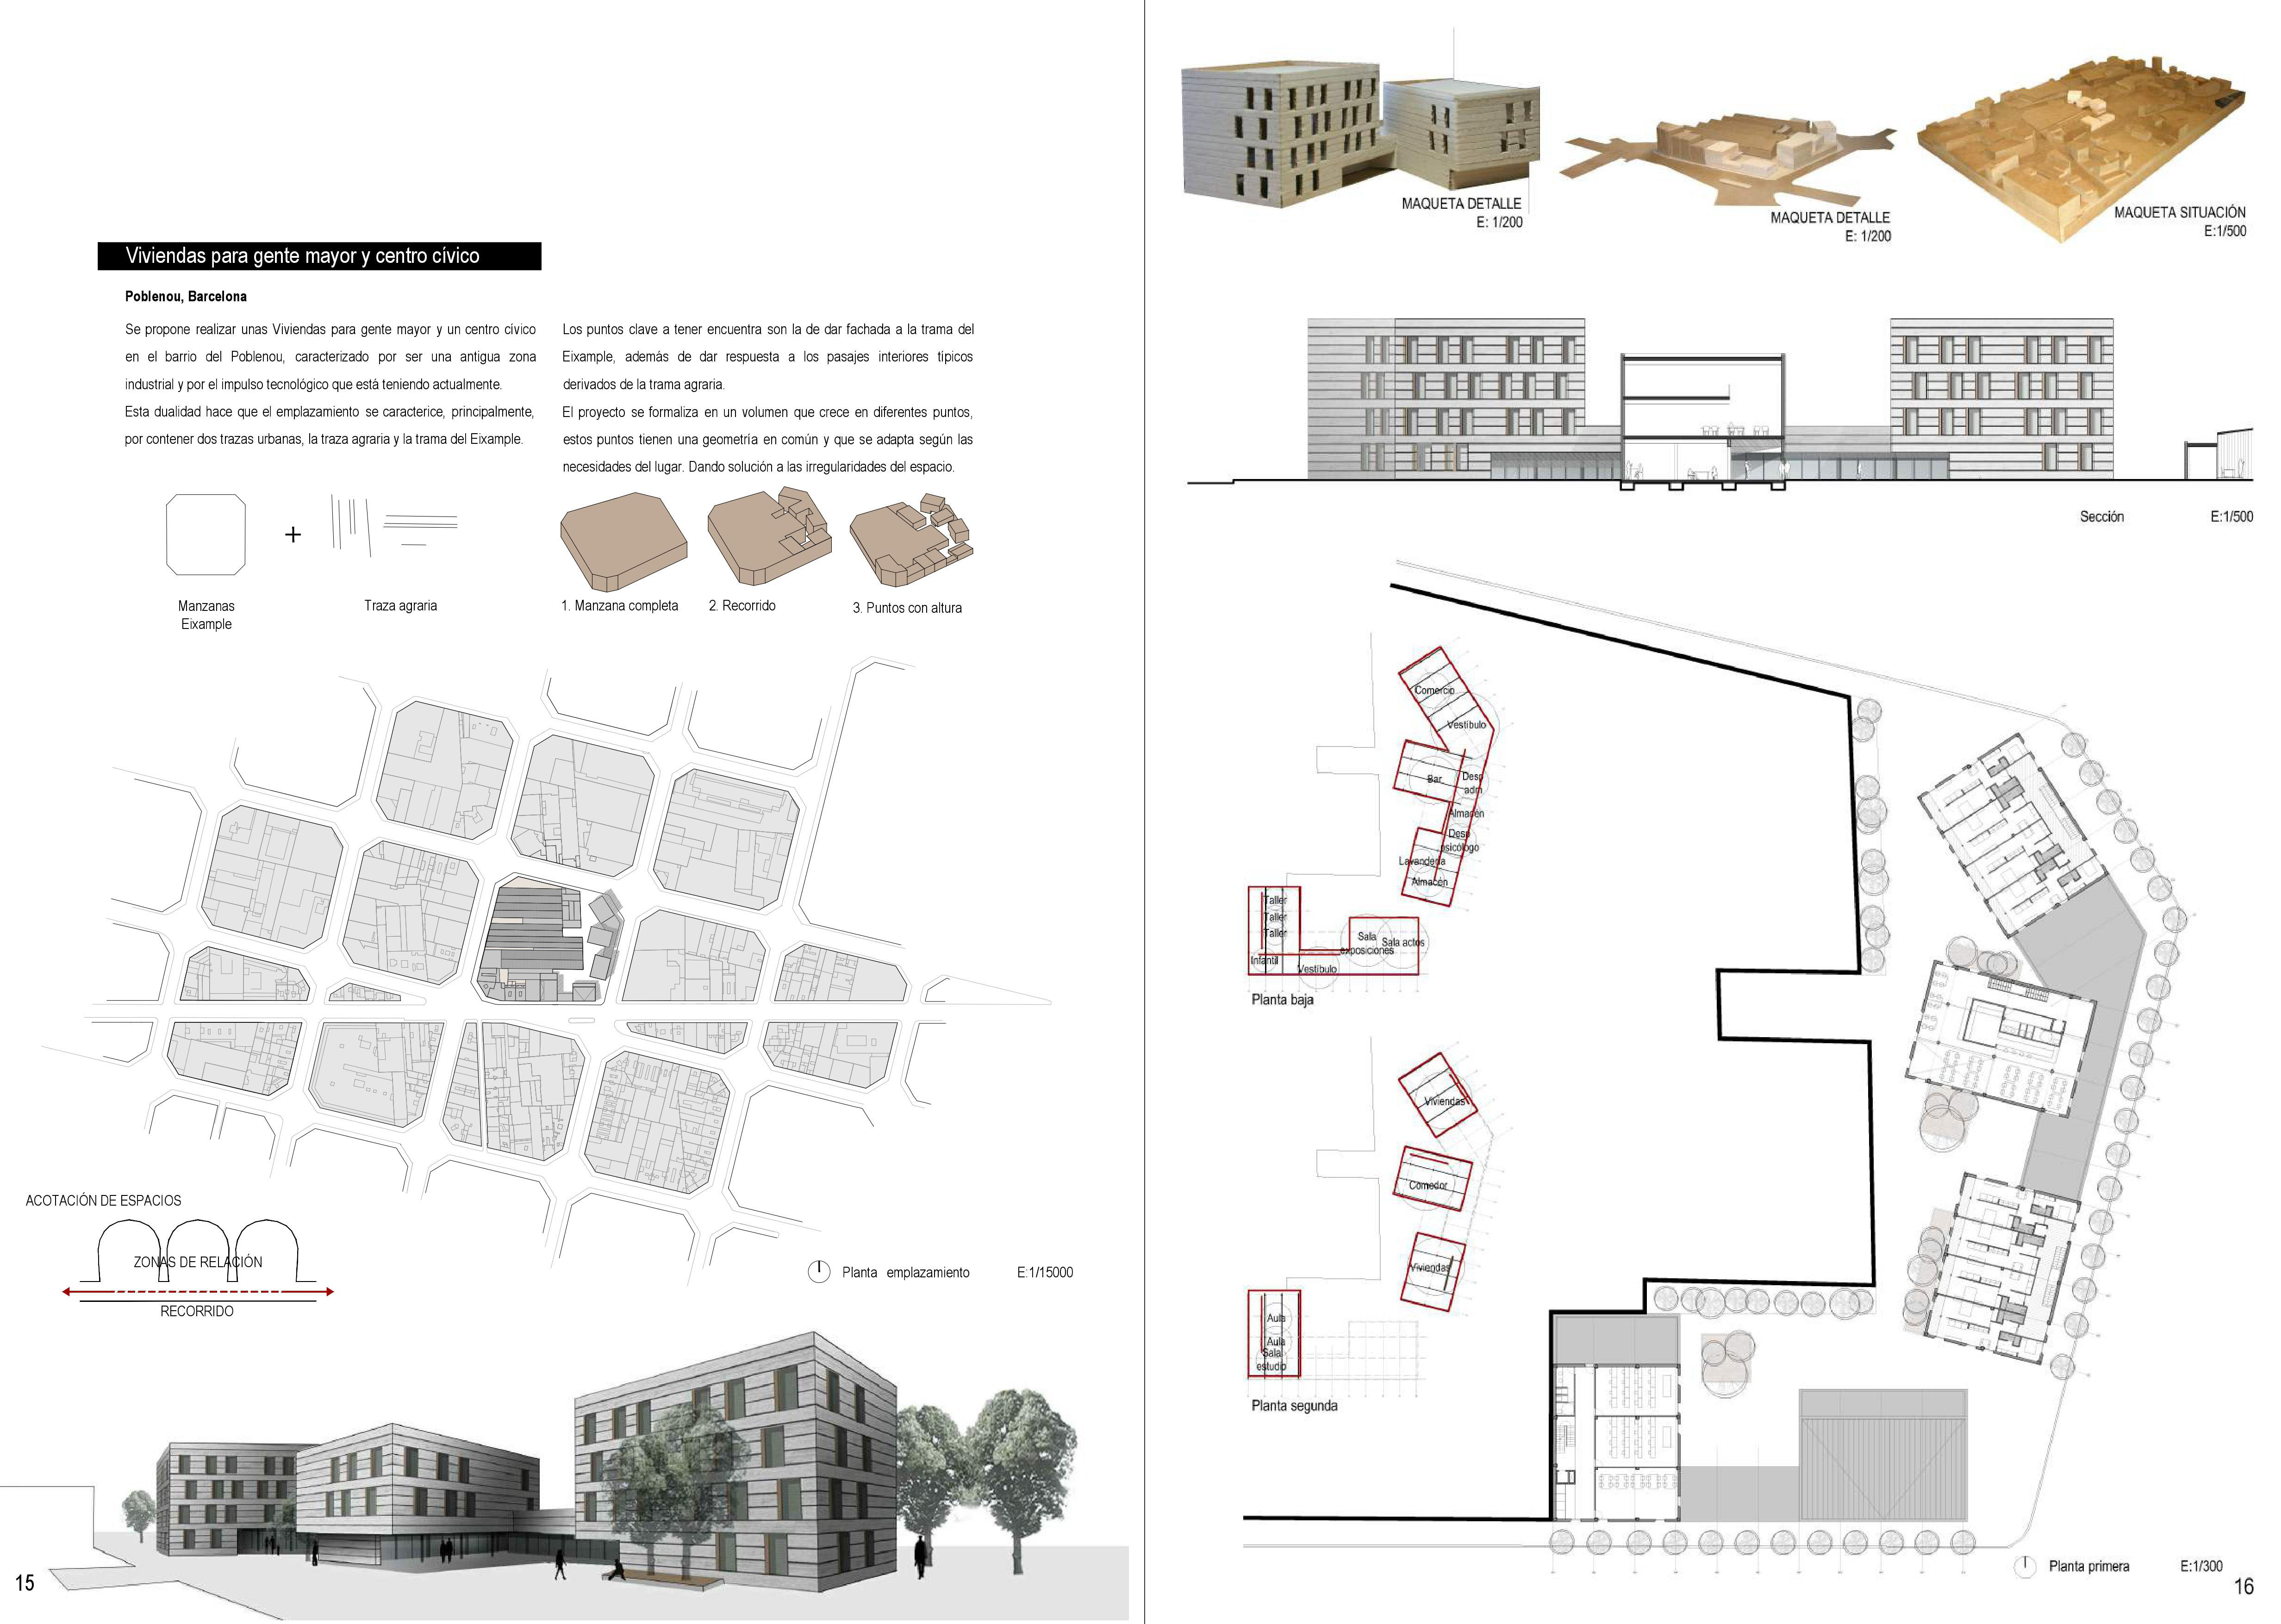 Viviendas para gente mayor y centro cívico
Poblenou, Barcelona
Se propone realizar unas Viviendas para gente mayor y un centro cívico
en el barrio del Poblenou, caracterizado por ser una antigua zona
industrial y por el impulso tecnológico que está teniendo actualmente.
Esta dualidad hace que el emplazamiento se caracterice, principalmente,
por contener dos trazas urbanas, la traza agraria y la trama del Eixample.
Los puntos clave a tener encuentra son la de dar fachada a la trama del
Eixample, además de dar respuesta a los pasajes interiores típicos
derivados de la trama agraria.
El proyecto se formaliza en un volumen que crece en diferentes puntos,
estos puntos tienen una geometría en común y que se adapta según las
necesidades del lugar. Dando solución a las irregularidades del espacio.
+
Manzanas
Eixample
Traza agraria
1. Manzana completa
2. Recorrido
3. Puntos con altura
ACOTACIÓN DE ESPACIOS
ZONAS DE RELACIÓN
RECORRIDO
Planta emplazamiento E:1/15000
15
MAQUETA DETALLE
E: 1/200
MAQUETA DETALLE
E: 1/200
MAQUETA SITUACIÓN
E:1/500
Sección E:1/500
Comercio
Vestíbulo
Bar
Desp
adm
Almacén
Desp
psicólogo
Lavandería
Almacén
Taller
Taller
Taller
Infantil
Vestíbulo
Sala
exposiciones
Sala actos
Planta baja
Viviendas
Comedor
Viviendas
Aula
Aula
Sala
estudio
Planta segunda
Planta primera E:1/300
16